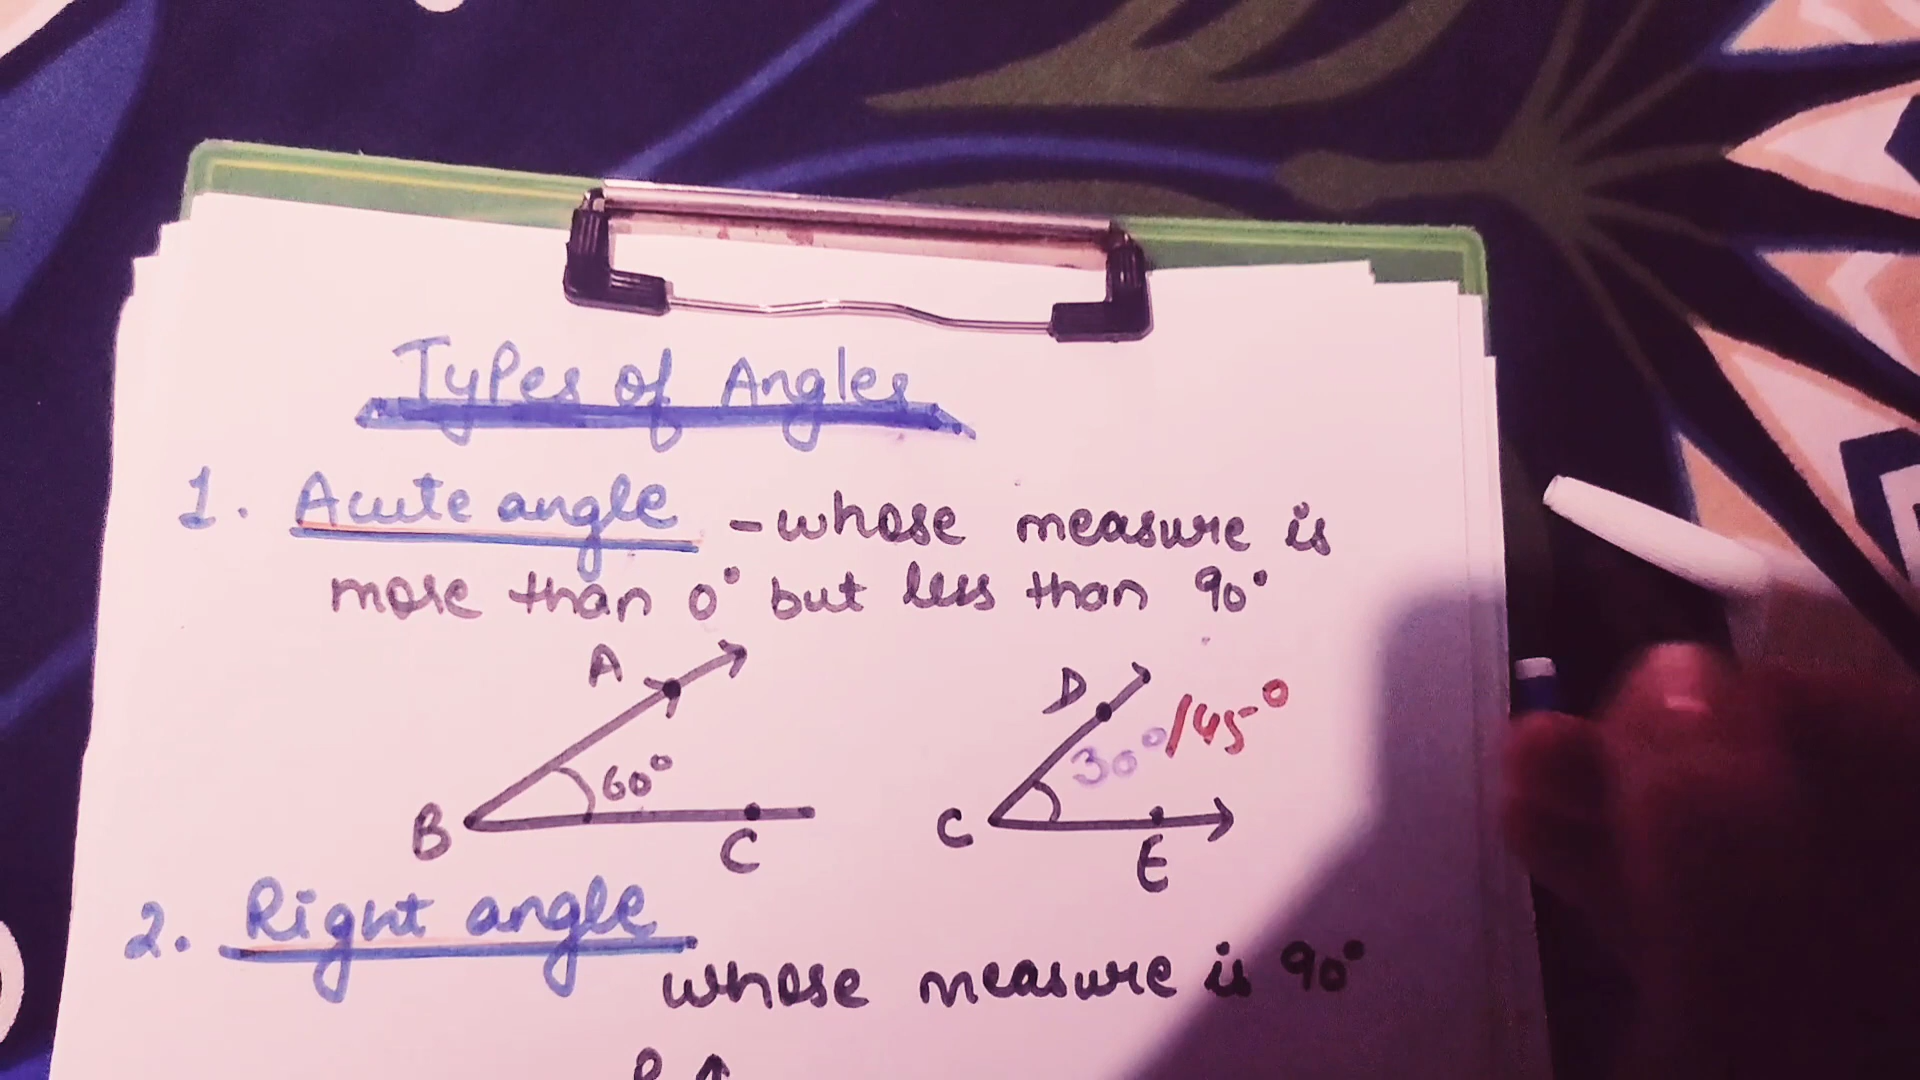 Types of Angles
1. Acute angle - whose measure is
more than 0° but less than 90°
A
60°
B
C
D
30°/45°
C
E
2. Right angle
whose measure is 90°